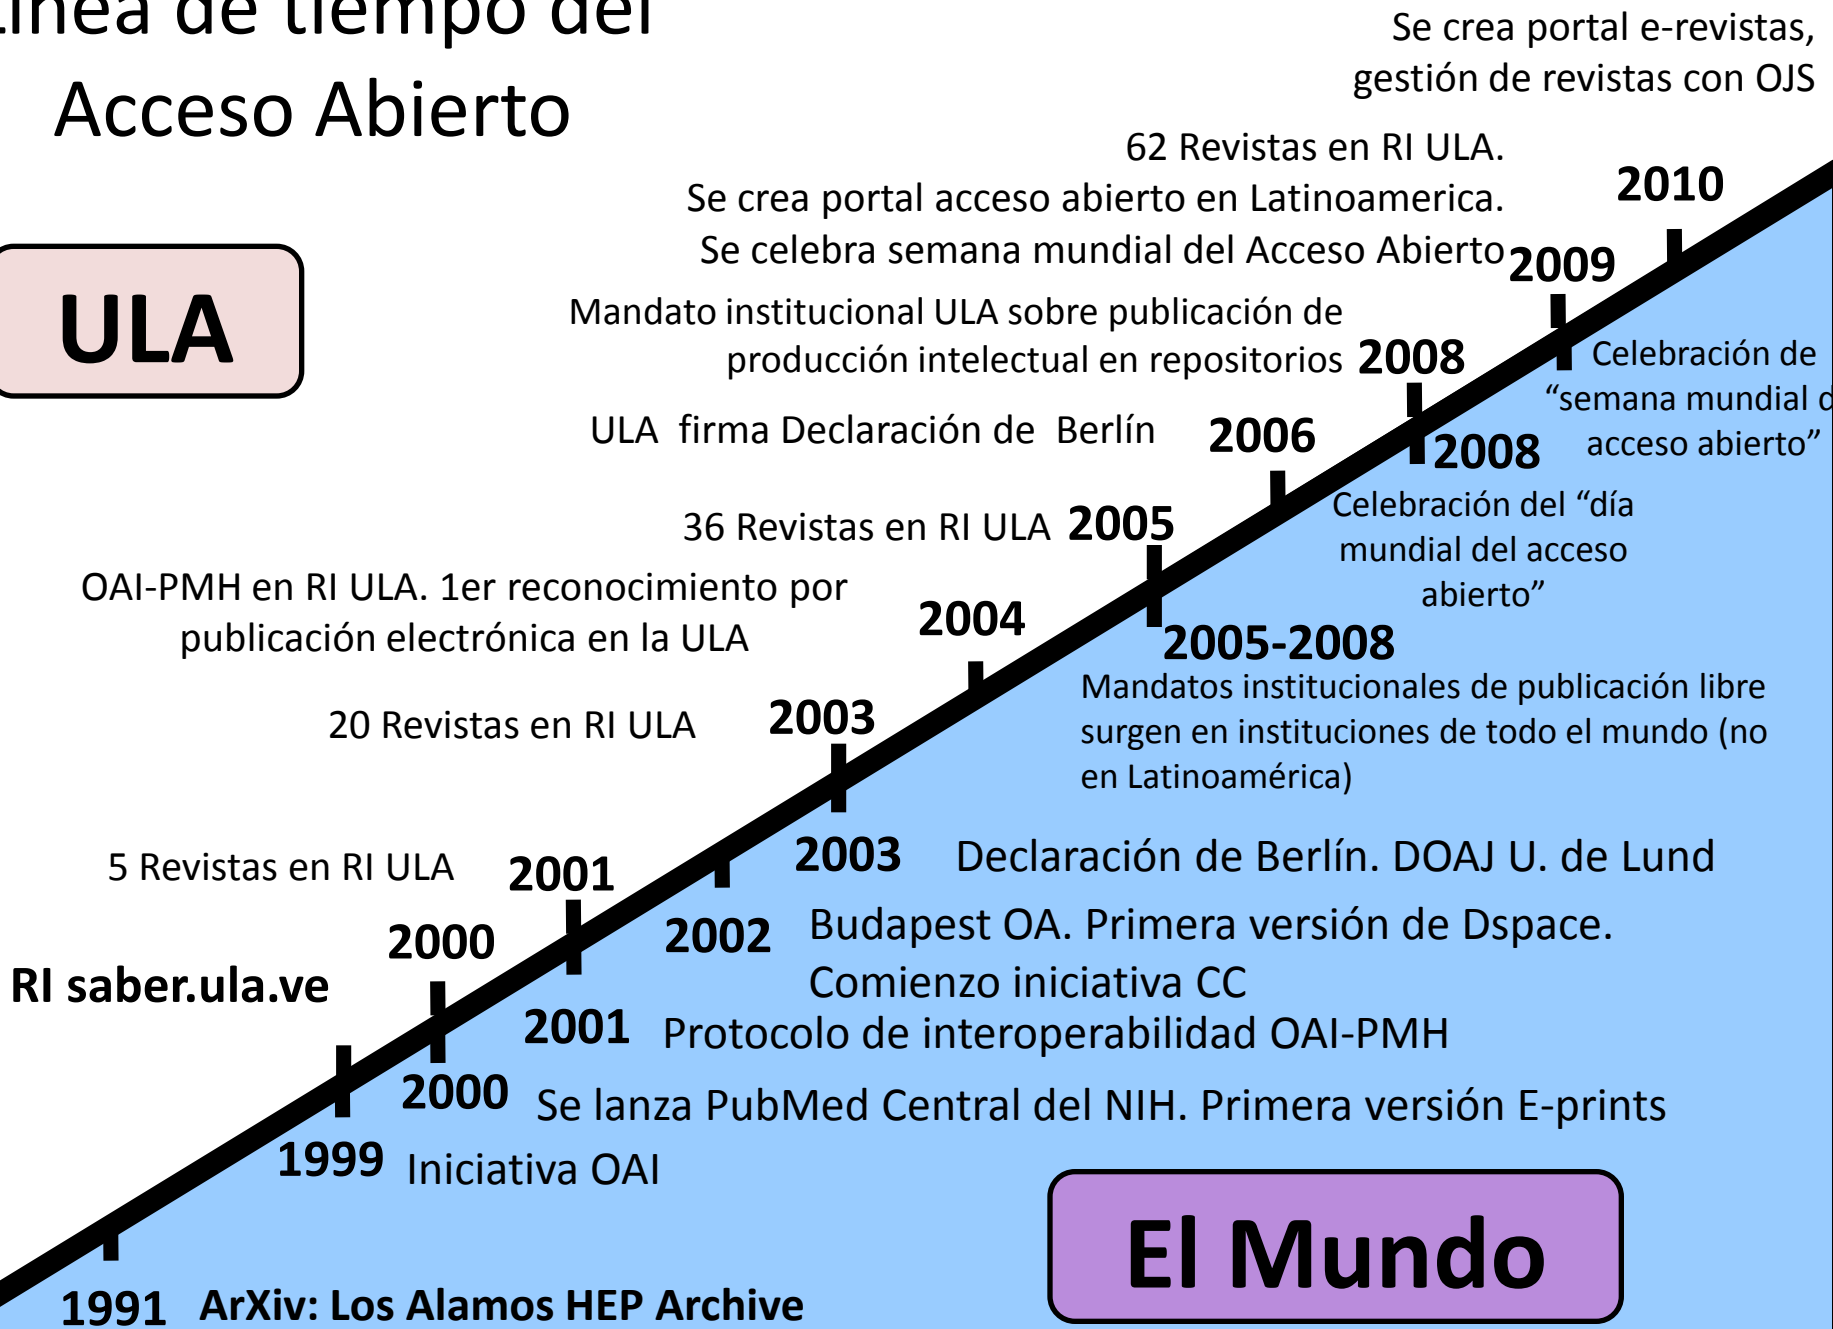 Línea de tiempo del
Acceso Abierto
ULA
Se crea portal e-revistas,
gestión de revistas con OJS
2010
62 Revistas en RI ULA.
Se crea portal acceso abierto en Latinoamerica.
Se celebra semana mundial del Acceso Abierto
2009
Mandato institucional ULA sobre publicación de
producción intelectual en repositorios
2008
ULA firma Declaración de Berlín
2006
36 Revistas en RI ULA
2005
OAI-PMH en RI ULA. 1er reconocimiento por
publicación electrónica en la ULA
2004
20 Revistas en RI ULA
2003
5 Revistas en RI ULA
2001
2000
RI saber.ula.ve
Celebración de
“semana mundial d
acceso abierto”
2008
Celebración del “día
mundial del acceso
abierto”
2005-2008
Mandatos institucionales de publicación libre
surgen en instituciones de todo el mundo (no
en Latinoamérica)
2003 Declaración de Berlín. DOAJ U. de Lund
2002 Budapest OA. Primera versión de Dspace.
Comienzo iniciativa CC
2001 Protocolo de interoperabilidad OAI-PMH
2000 Se lanza PubMed Central del NIH. Primera versión E-prints
1999 Iniciativa OAI
1991 ArXiv: Los Alamos HEP Archive
El Mundo